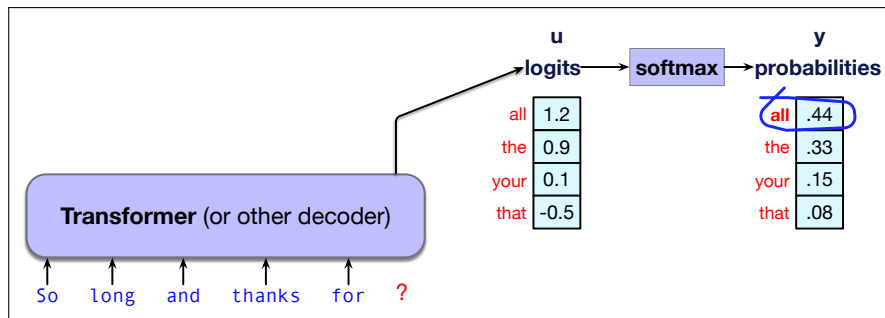 u y
logits softmax probabilities
all 1.2 all .44
the 0.9 the .33
your 0.1 your .15
that -0.5 that .08
Transformer (or other decoder)
So long and thanks for ?